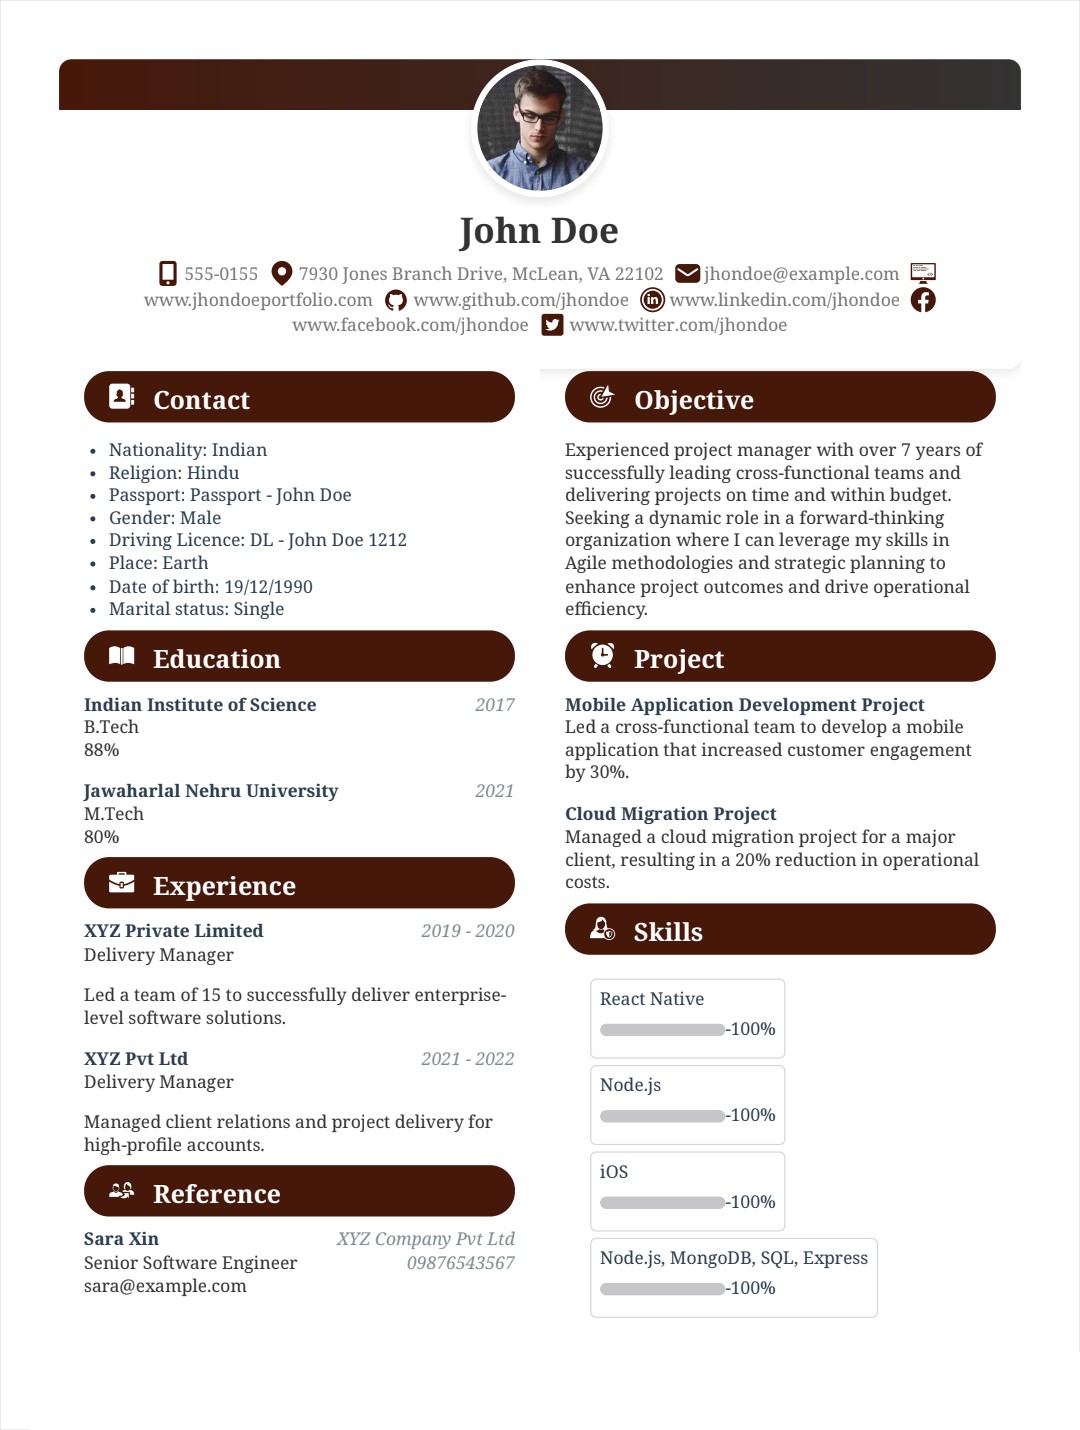 John Doe
555-0155 7930 Jones Branch Drive, McLean, VA 22102 jhondoe@example.com
www.jhondoeportfolio.com www.github.com/jhondoe www.linkedin.com/jhondoe
www.facebook.com/jhondoe www.twitter.com/jhondoe
Contact
• Nationality: Indian
• Religion: Hindu
• Passport: Passport - John Doe
• Gender: Male
• Driving Licence: DL - John Doe 1212
• Place: Earth
• Date of birth: 19/12/1990
• Marital status: Single
Education
Indian Institute of Science 2017
B.Tech
88%
Jawaharlal Nehru University 2021
M.Tech
80%
Experience
XYZ Private Limited 2019 - 2020
Delivery Manager
Led a team of 15 to successfully deliver enterprise-
level software solutions.
XYZ Pvt Ltd 2021 - 2022
Delivery Manager
Managed client relations and project delivery for
high-profile accounts.
Reference
Sara Xin XYZ Company Pvt Ltd
Senior Software Engineer 09876543567
sara@example.com
Objective
Experienced project manager with over 7 years of
successfully leading cross-functional teams and
delivering projects on time and within budget.
Seeking a dynamic role in a forward-thinking
organization where I can leverage my skills in
Agile methodologies and strategic planning to
enhance project outcomes and drive operational
efficiency.
Project
Mobile Application Development Project
Led a cross-functional team to develop a mobile
application that increased customer engagement
by 30%.
Cloud Migration Project
Managed a cloud migration project for a major
client, resulting in a 20% reduction in operational
costs.
Skills
React Native
-100%
Node.js
-100%
iOS
-100%
Node.js, MongoDB, SQL, Express
-100%